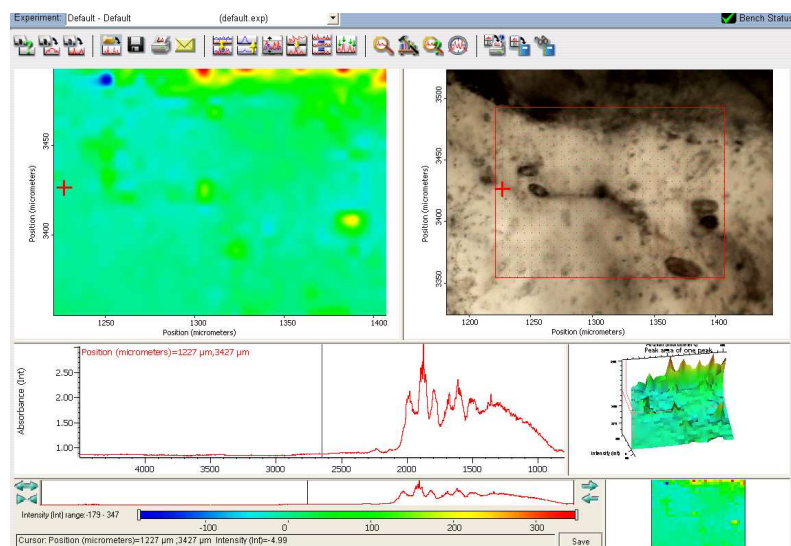 Experiment: Default - Default (default.exp) Bench Status
3450
3400
Position (micrometers)
1250 1300 1350 1400
Position (micrometers)
3500
3450
3400
3350
Position (micrometers)
1200 1250 1300 1350 1400
Position (micrometers)
Position (micrometers)=1227 µm,3427 µm
Absorbance (Int)
2.50
2.00
1.50
1.00
4000 3000 2500 2000 1500 1000
Peak area of one peak
Intensity (Int)
Intensity (Int) range:-179 - 347
-100 0 100 200 300
Cursor: Position (micrometers)=1227 µm ;3427 µm Intensity (Int)=-4.99
Save